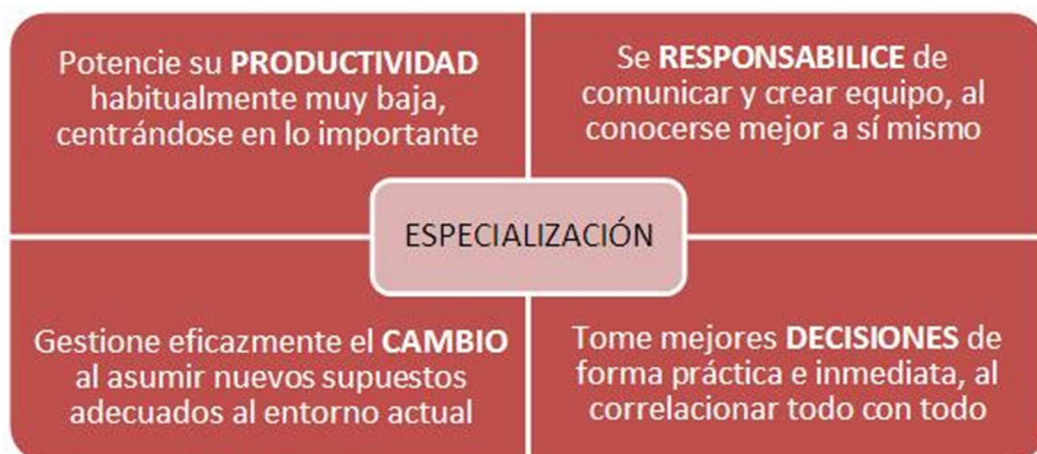 Potencie su PRODUCTIVIDAD
habitualmente muy baja,
centrándose en lo importante
Se RESPONSABILICE de
comunicar y crear equipo, al
conocerse mejor a sí mismo
ESPECIALIZACIÓN
Gestione eficazmente el CAMBIO
al asumir nuevos supuestos
adecuados al entorno actual
Tome mejores DECISIONES de
forma práctica e inmediata, al
correlacionar todo con todo